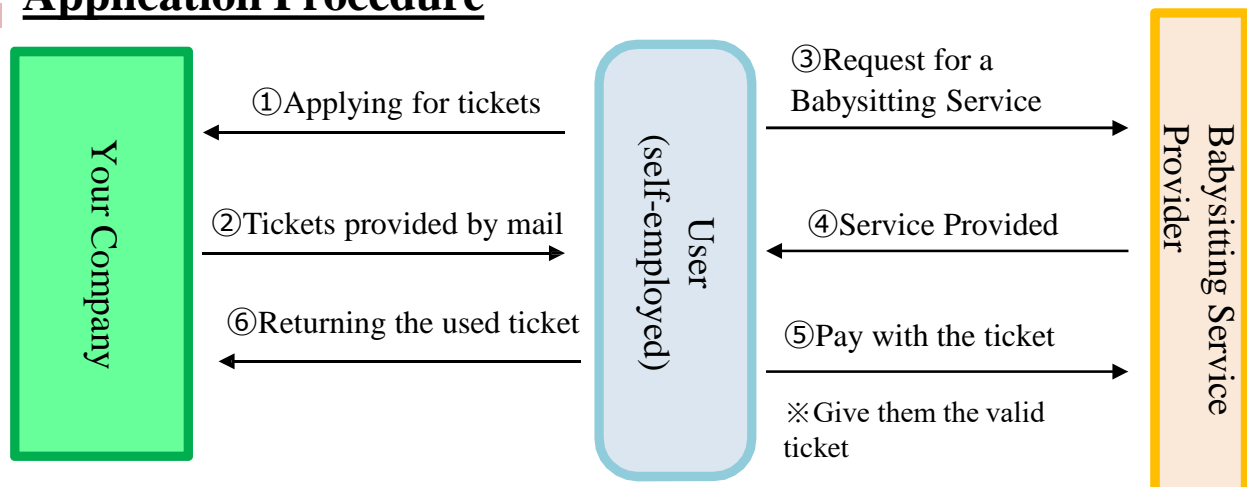 Application Procedure
①Applying for tickets
②Tickets provided by mail
⑥Returning the used ticket
Your Company
User
(self-employed)
③Request for a
Babysitting Service
④Service Provided
⑤Pay with the ticket
※Give them the valid
ticket
Babysitting Service
Provider